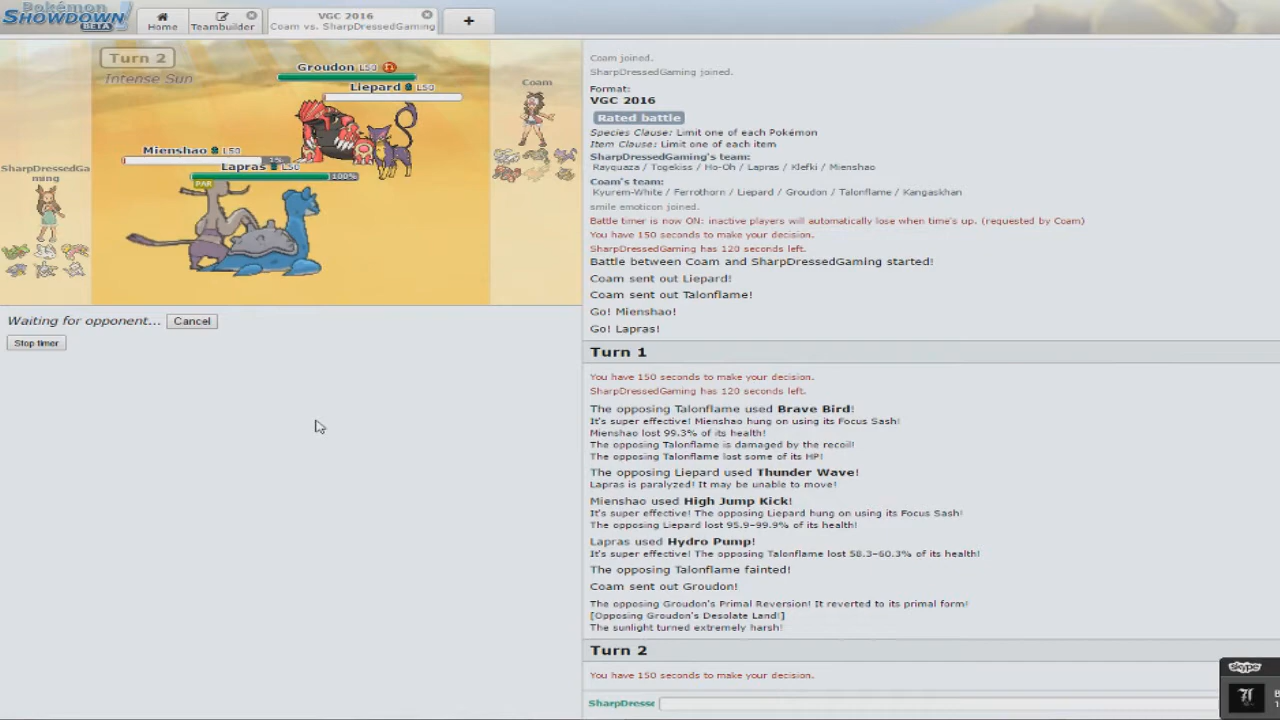 Pokémon
SHOWDOWN!
BETA
Home
Teambuilder
VGC 2016
Coam vs. SharpDressedGaming
+
Turn 2
Intense Sun
Groudon L50
Liepard L50
Mienshao L50
1%
Lapras L50
PAR
100%
Coam
SharpDressedGa
ming
Waiting for opponent... Cancel
Stop timer
Coam joined.
SharpDressedGaming joined.
Format:
VGC 2016
Rated battle
Species Clause: Limit one of each Pokémon
Item Clause: Limit one of each item
SharpDressedGaming's team:
Rayquaza / Togekiss / Ho-Oh / Lapras / Klefki / Mienshao
Coam's team:
Kyurem-White / Ferrothorn / Liepard / Groudon / Talonflame / Kangaskhan
smile emoticon joined.
Battle timer is now ON: inactive players will automatically lose when time's up. (requested by Coam)
You have 150 seconds to make your decision.
SharpDressedGaming has 120 seconds left.
Battle between Coam and SharpDressedGaming started!
Coam sent out Liepard!
Coam sent out Talonflame!
Go! Mienshao!
Go! Lapras!
Turn 1
You have 150 seconds to make your decision.
SharpDressedGaming has 120 seconds left.
The opposing Talonflame used Brave Bird!
It's super effective! Mienshao hung on using its Focus Sash!
Mienshao lost 99.3% of its health!
The opposing Talonflame is damaged by the recoil!
The opposing Talonflame lost some of its HP!
The opposing Liepard used Thunder Wave!
Lapras is paralyzed! It may be unable to move!
Mienshao used High Jump Kick!
It's super effective! The opposing Liepard hung on using its Focus Sash!
The opposing Liepard lost 95.9–99.9% of its health!
Lapras used Hydro Pump!
It's super effective! The opposing Talonflame lost 58.3–60.3% of its health!
The opposing Talonflame fainted!
Coam sent out Groudon!
The opposing Groudon's Primal Reversion! It reverted to its primal form!
[Opposing Groudon's Desolate Land!]
The sunlight turned extremely harsh!
Turn 2
You have 150 seconds to make your decision.
SharpDresse
skype